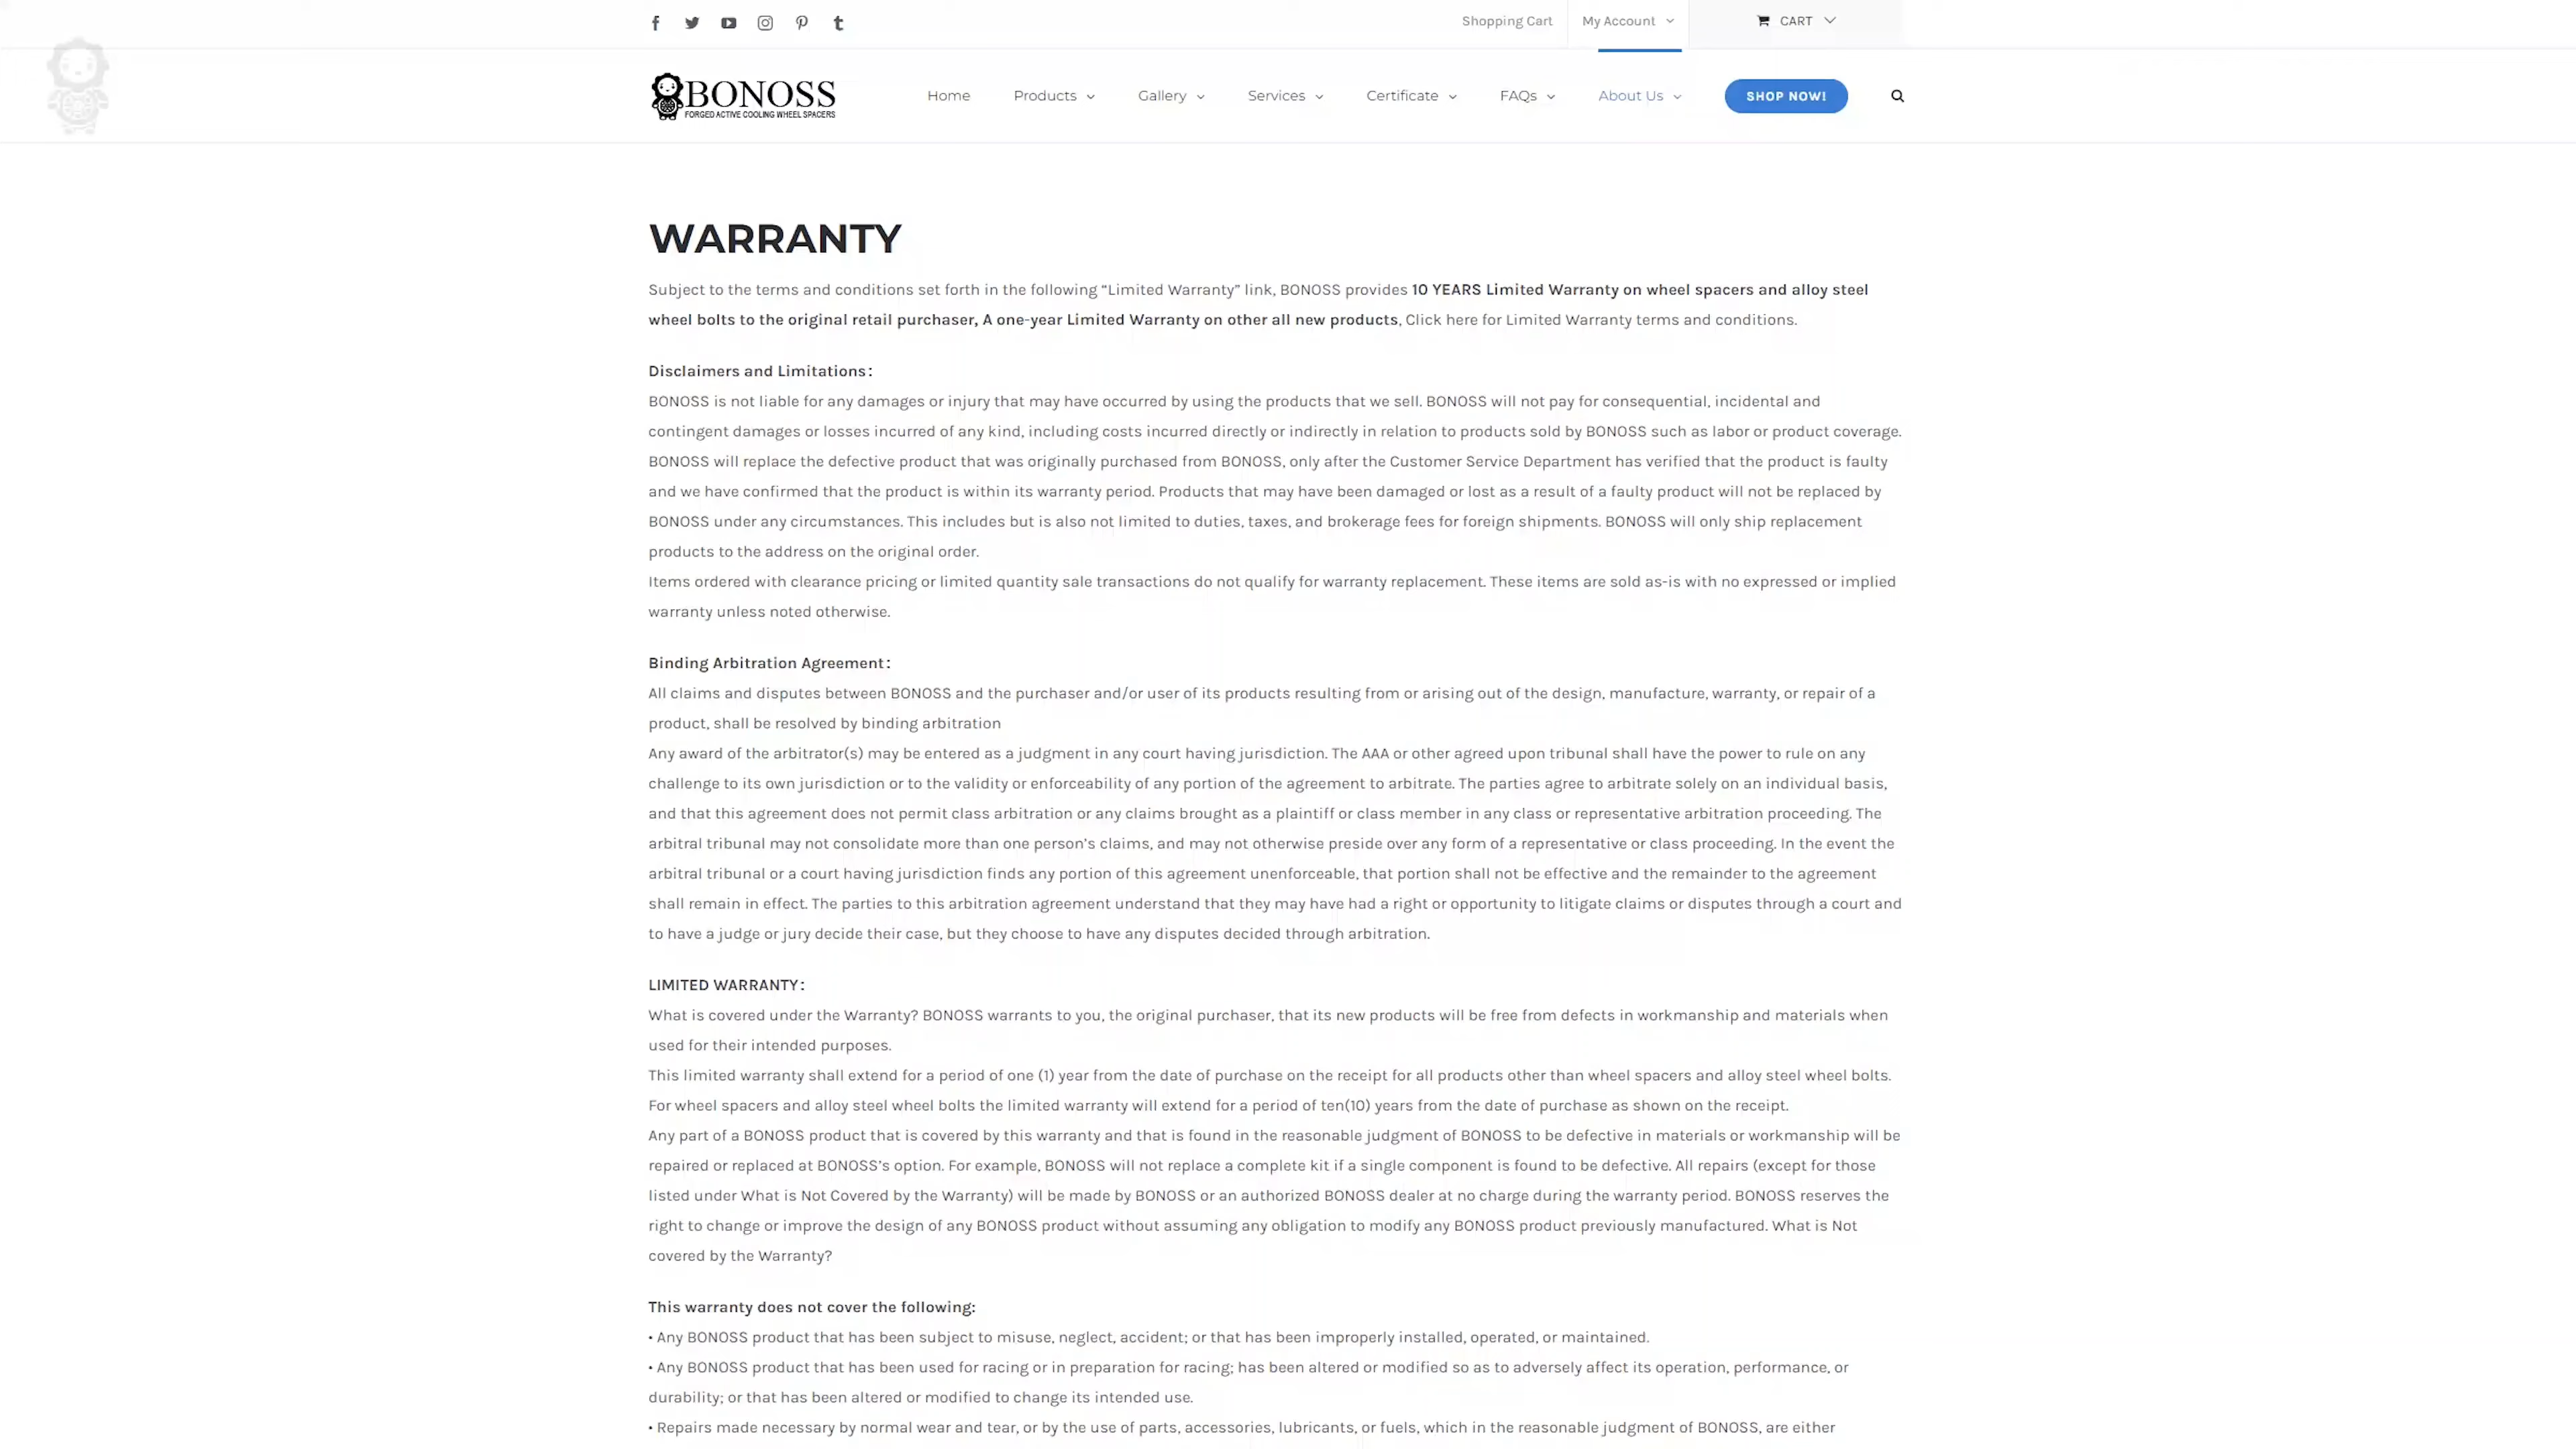 Shopping Cart
My Account
CART
BONOSS
FORGED ACTIVE COOLING WHEEL SPACERS
Home
Products
Gallery
Services
Certificate
FAQs
About Us
SHOP NOW!
WARRANTY
Subject to the terms and conditions set forth in the following “Limited Warranty” link, BONOSS provides 10 YEARS Limited Warranty on wheel spacers and alloy steel
wheel bolts to the original retail purchaser, A one-year Limited Warranty on other all new products, Click here for Limited Warranty terms and conditions.
Disclaimers and Limitations:
BONOSS is not liable for any damages or injury that may have occurred by using the products that we sell. BONOSS will not pay for consequential, incidental and
contingent damages or losses incurred of any kind, including costs incurred directly or indirectly in relation to products sold by BONOSS such as labor or product coverage.
BONOSS will replace the defective product that was originally purchased from BONOSS, only after the Customer Service Department has verified that the product is faulty
and we have confirmed that the product is within its warranty period. Products that may have been damaged or lost as a result of a faulty product will not be replaced by
BONOSS under any circumstances. This includes but is also not limited to duties, taxes, and brokerage fees for foreign shipments. BONOSS will only ship replacement
products to the address on the original order.
Items ordered with clearance pricing or limited quantity sale transactions do not qualify for warranty replacement. These items are sold as-is with no expressed or implied
warranty unless noted otherwise.
Binding Arbitration Agreement:
All claims and disputes between BONOSS and the purchaser and/or user of its products resulting from or arising out of the design, manufacture, warranty, or repair of a
product, shall be resolved by binding arbitration
Any award of the arbitrator(s) may be entered as a judgment in any court having jurisdiction. The AAA or other agreed upon tribunal shall have the power to rule on any
challenge to its own jurisdiction or to the validity or enforceability of any portion of the agreement to arbitrate. The parties agree to arbitrate solely on an individual basis,
and that this agreement does not permit class arbitration or any claims brought as a plaintiff or class member in any class or representative arbitration proceeding. The
arbitral tribunal may not consolidate more than one person’s claims, and may not otherwise preside over any form of a representative or class proceeding. In the event the
arbitral tribunal or a court having jurisdiction finds any portion of this agreement unenforceable, that portion shall not be effective and the remainder to the agreement
shall remain in effect. The parties to this arbitration agreement understand that they may have had a right or opportunity to litigate claims or disputes through a court and
to have a judge or jury decide their case, but they choose to have any disputes decided through arbitration.
LIMITED WARRANTY:
What is covered under the Warranty? BONOSS warrants to you, the original purchaser, that its new products will be free from defects in workmanship and materials when
used for their intended purposes.
This limited warranty shall extend for a period of one (1) year from the date of purchase on the receipt for all products other than wheel spacers and alloy steel wheel bolts.
For wheel spacers and alloy steel wheel bolts the limited warranty will extend for a period of ten(10) years from the date of purchase as shown on the receipt.
Any part of a BONOSS product that is covered by this warranty and that is found in the reasonable judgment of BONOSS to be defective in materials or workmanship will be
repaired or replaced at BONOSS’s option. For example, BONOSS will not replace a complete kit if a single component is found to be defective. All repairs (except for those
listed under What is Not Covered by the Warranty) will be made by BONOSS or an authorized BONOSS dealer at no charge during the warranty period. BONOSS reserves the
right to change or improve the design of any BONOSS product without assuming any obligation to modify any BONOSS product previously manufactured. What is Not
covered by the Warranty?
This warranty does not cover the following:
• Any BONOSS product that has been subject to misuse, neglect, accident; or that has been improperly installed, operated, or maintained.
• Any BONOSS product that has been used for racing or in preparation for racing; has been altered or modified so as to adversely affect its operation, performance, or
durability; or that has been altered or modified to change its intended use.
• Repairs made necessary by normal wear and tear, or by the use of parts, accessories, lubricants, or fuels, which in the reasonable judgment of BONOSS, are either